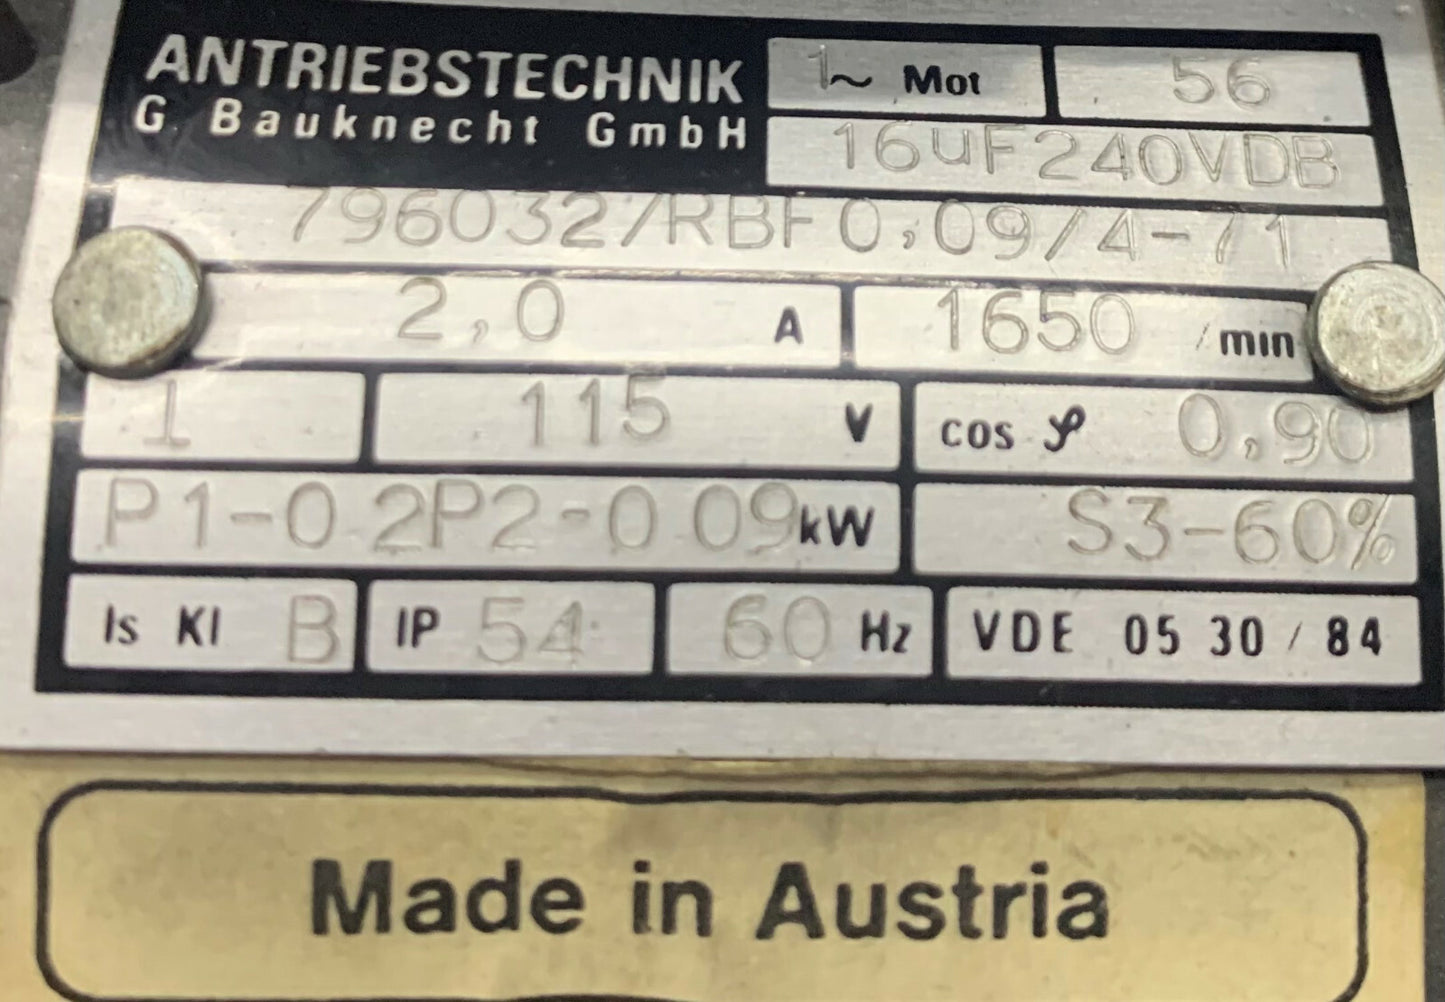 ANTRIEBSTECHNIK
G. Bauknecht GmbH
1~ Mot 56
16uF240VDB
796032/RBF0,09/4-71
2,0 A 1650 /min
1 115 V cos φ 0,90
P1-0.2P2-0.09kW S3-60%
Is Kl B IP 54 60 Hz VDE 05 30 / 84
Made in Austria